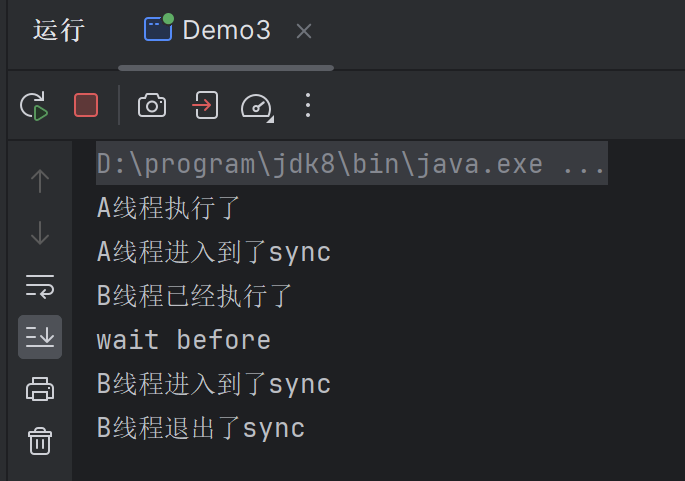 运行
Demo3
D:\program\jdk8\bin\java.exe ...
A线程执行了
A线程进入到了sync
B线程已经执行了
wait before
B线程进入到了sync
B线程退出了sync